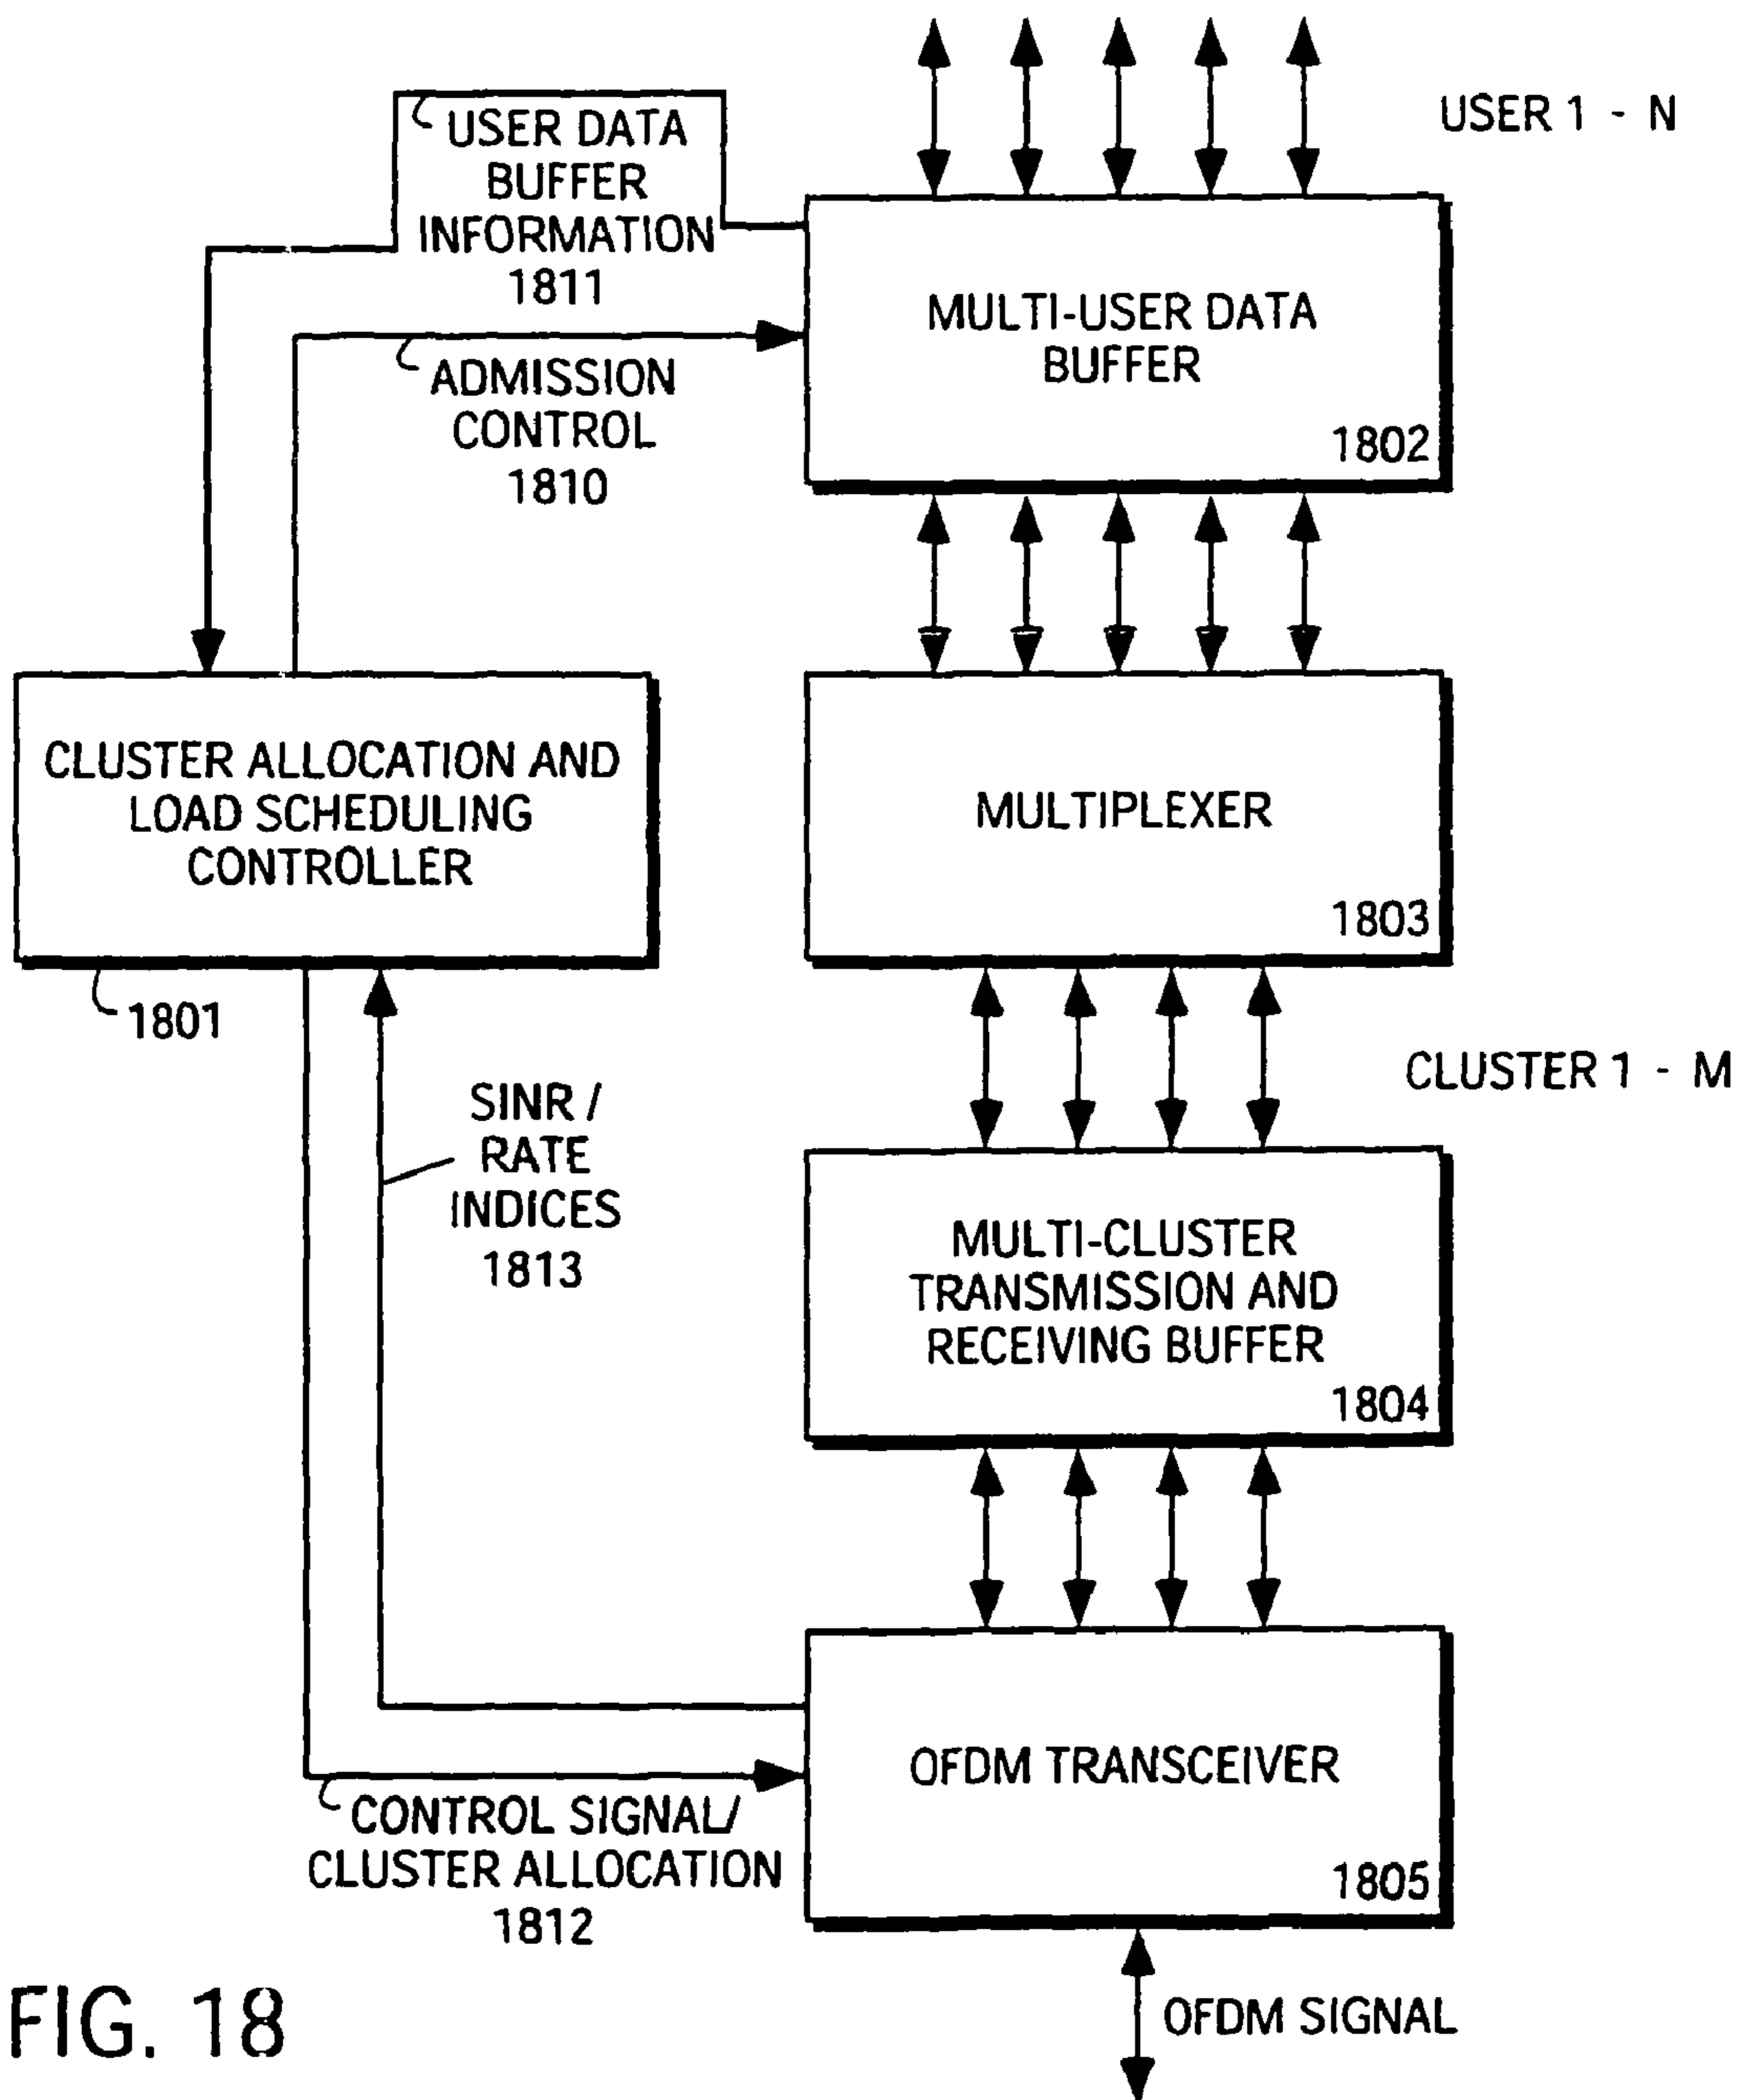 USER 1 - N
USER DATA
BUFFER
INFORMATION
1811
MULTI-USER DATA
BUFFER
1802
ADMISSION
CONTROL
1810
CLUSTER ALLOCATION AND
LOAD SCHEDULING
CONTROLLER
1801
MULTIPLEXER
1803
CLUSTER 1 - M
SINR /
RATE
INDICES
1813
MULTI-CLUSTER
TRANSMISSION AND
RECEIVING BUFFER
1804
OFDM TRANSCEIVER
1805
CONTROL SIGNAL/
CLUSTER ALLOCATION
1812
OFDM SIGNAL
FIG. 18